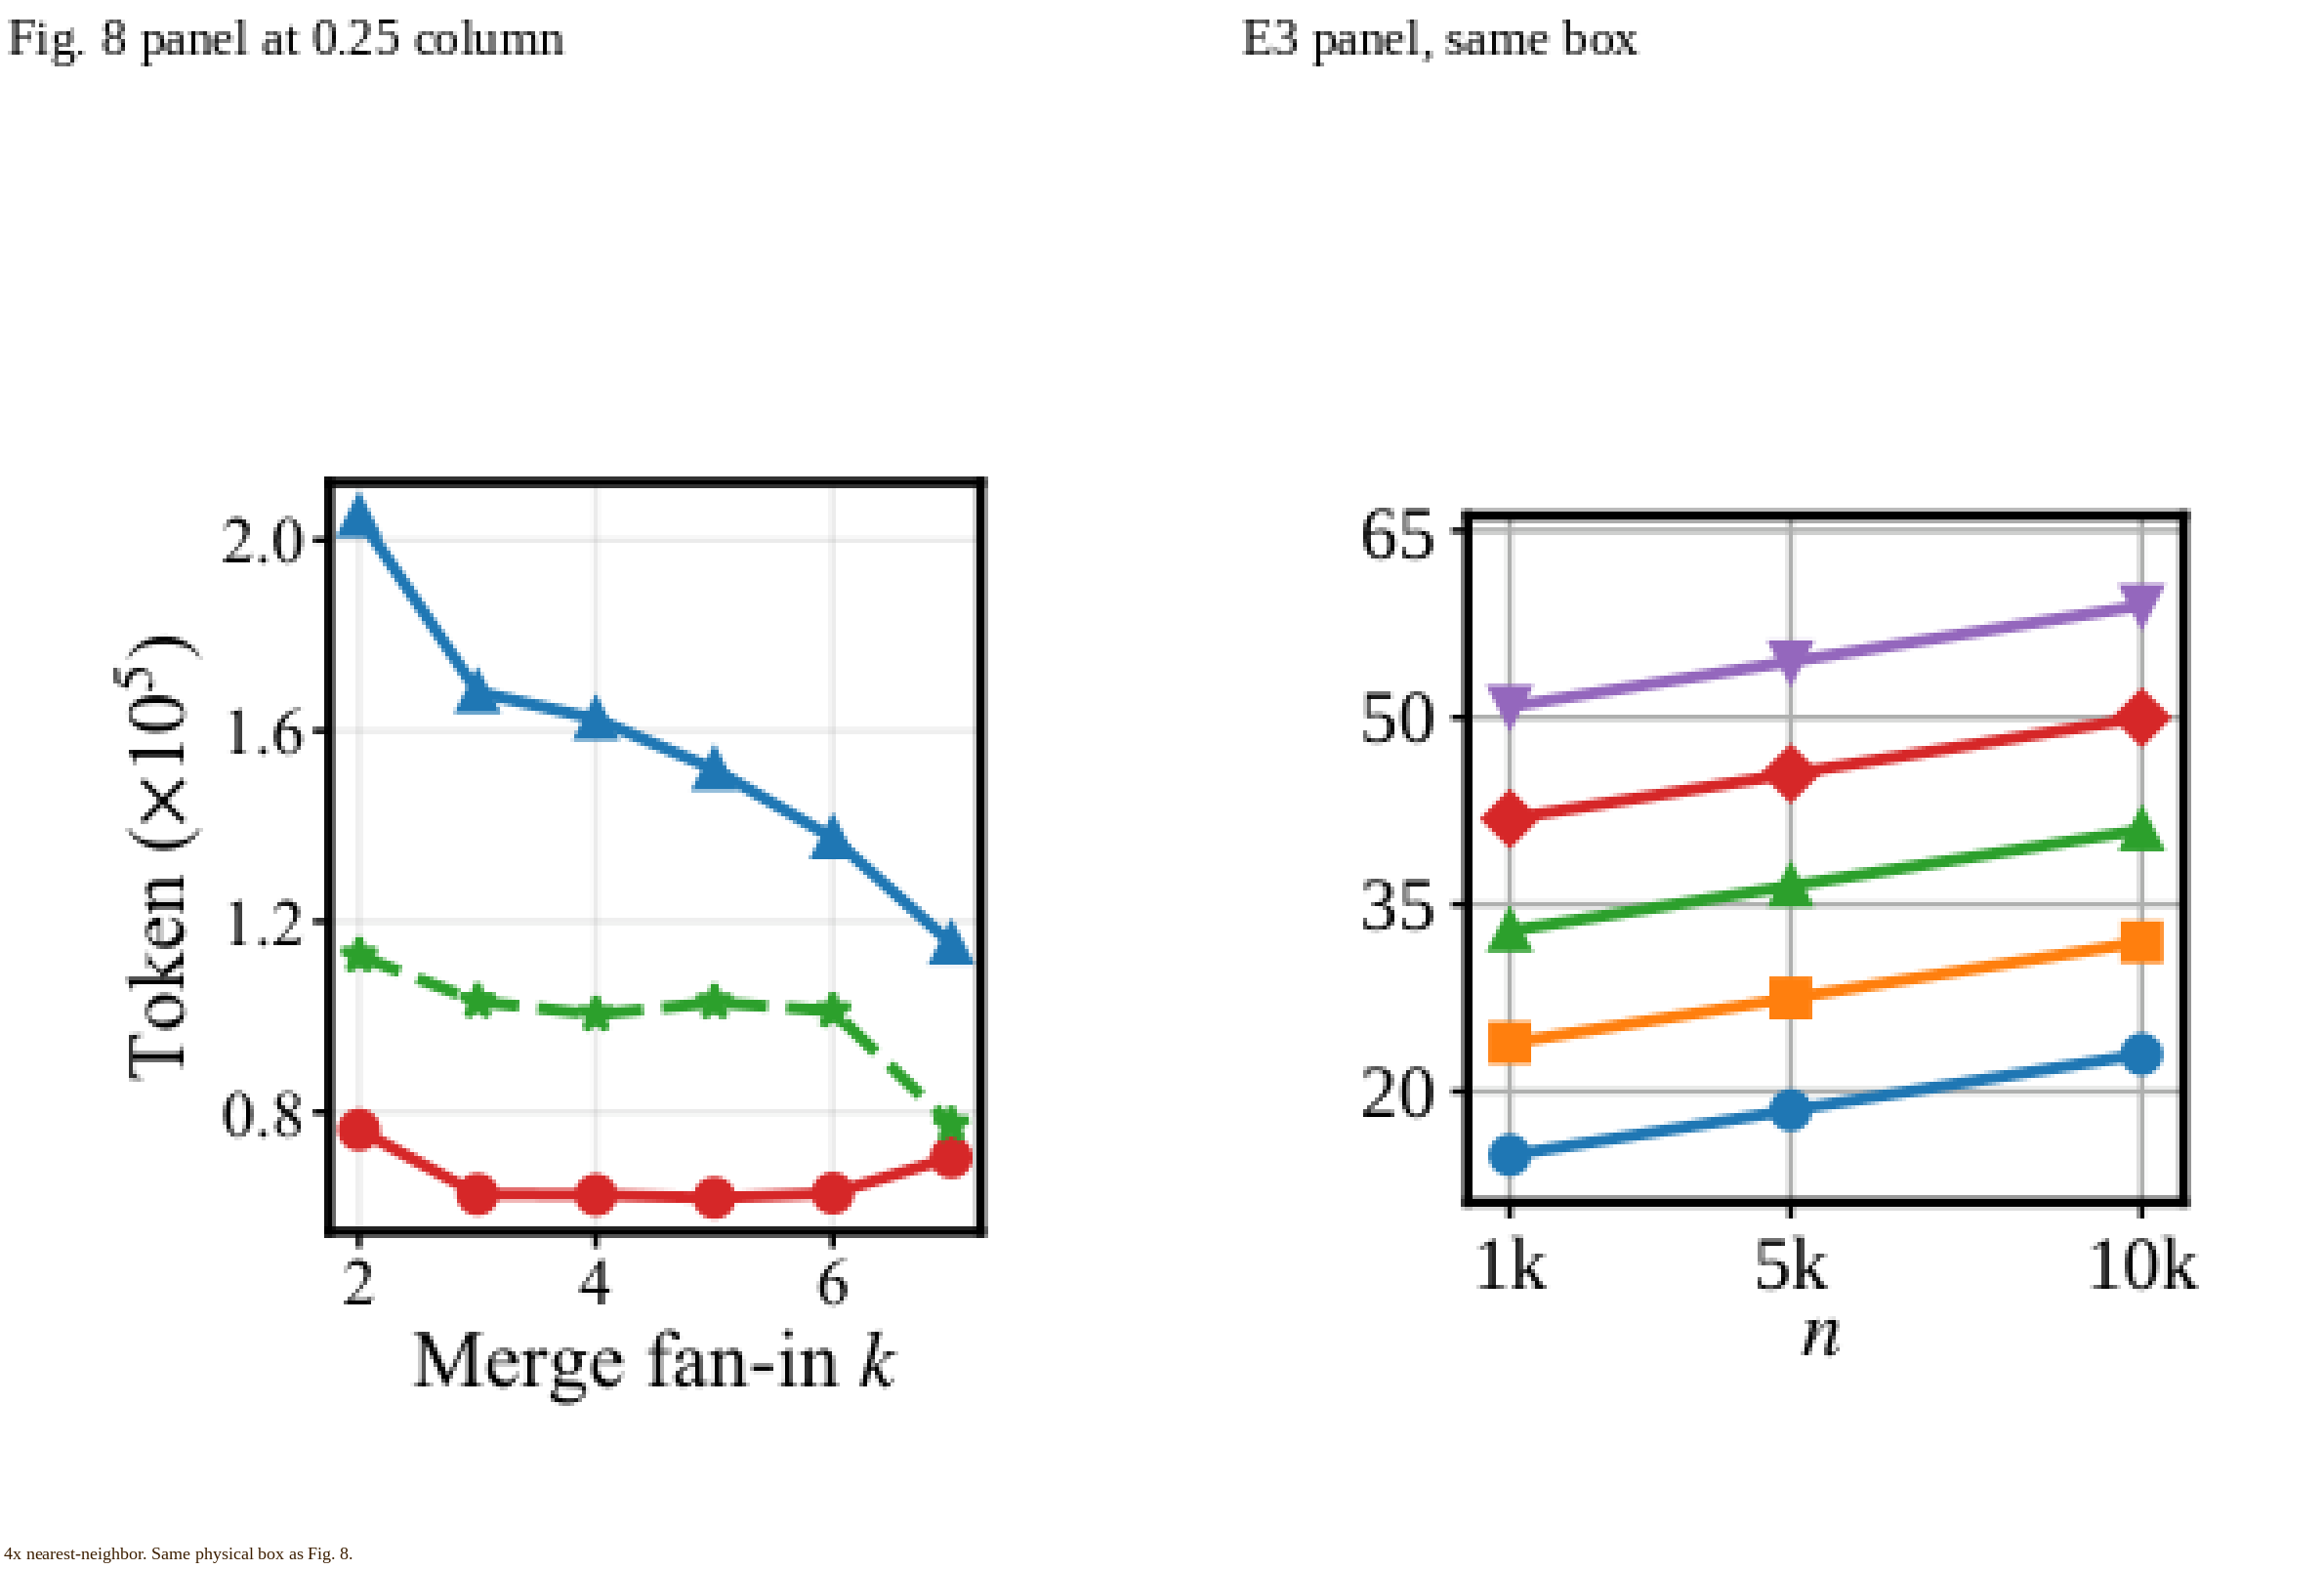 Fig. 8 panel at 0.25 column
E3 panel, same box
2.0
1.6
1.2
0.8
Token (×10⁵)
2 4 6
Merge fan-in k
65
50
35
20
1k 5k 10k
n
4x nearest-neighbor. Same physical box as Fig. 8.